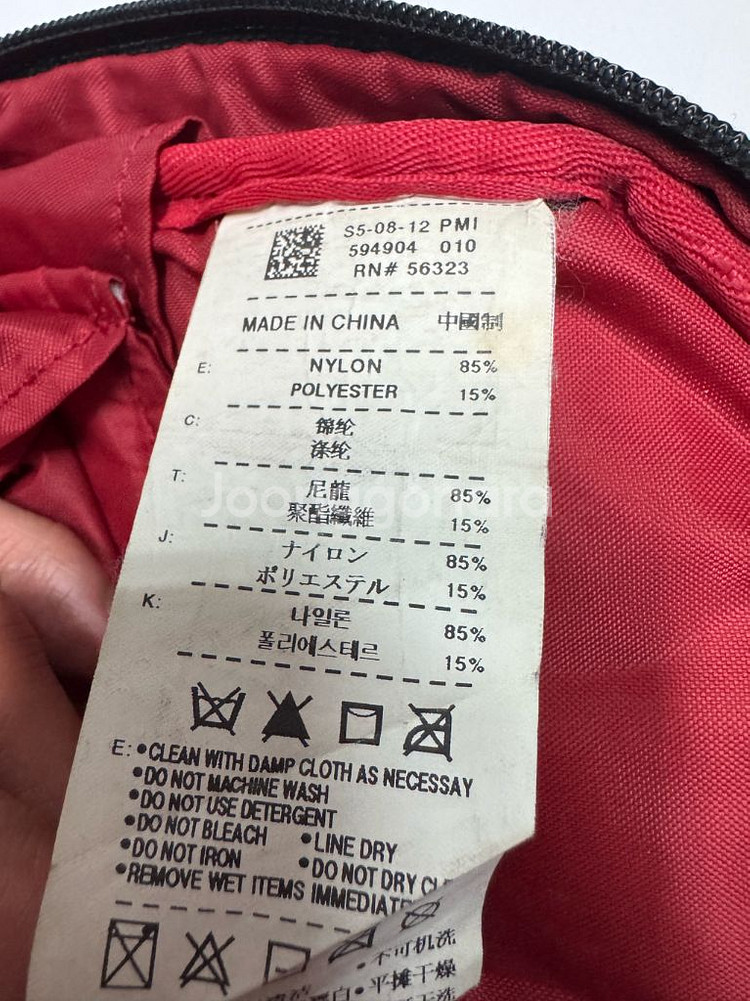 S5-08-12 PMI
594904 010
RN# 56323
MADE IN CHINA 中國制
E: NYLON 85%
POLYESTER 15%
C: 锦纶
涤纶
T: 尼龍 85%
聚酯纖維 15%
J: ナイロン 85%
ポリエステル 15%
K: 나일론 85%
폴리에스테르 15%
E: •CLEAN WITH DAMP CLOTH AS NECESSAY
•DO NOT MACHINE WASH
•DO NOT USE DETERGENT
•DO NOT BLEACH •LINE DRY
•DO NOT IRON •DO NOT DRY
•REMOVE WET ITEMS
•不可机洗
•平摊干燥